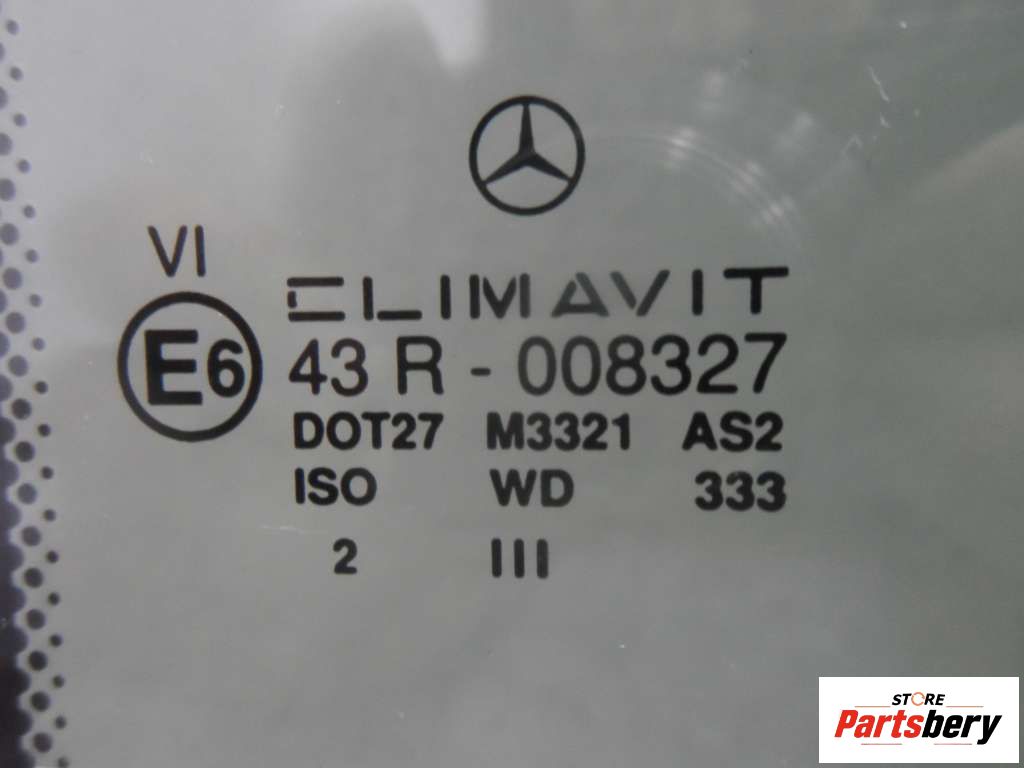 VI
CLIMAVIT
E6 43 R - 008327
DOT27 M3321 AS2
ISO WD 333
2 III
STORE
Partsbery